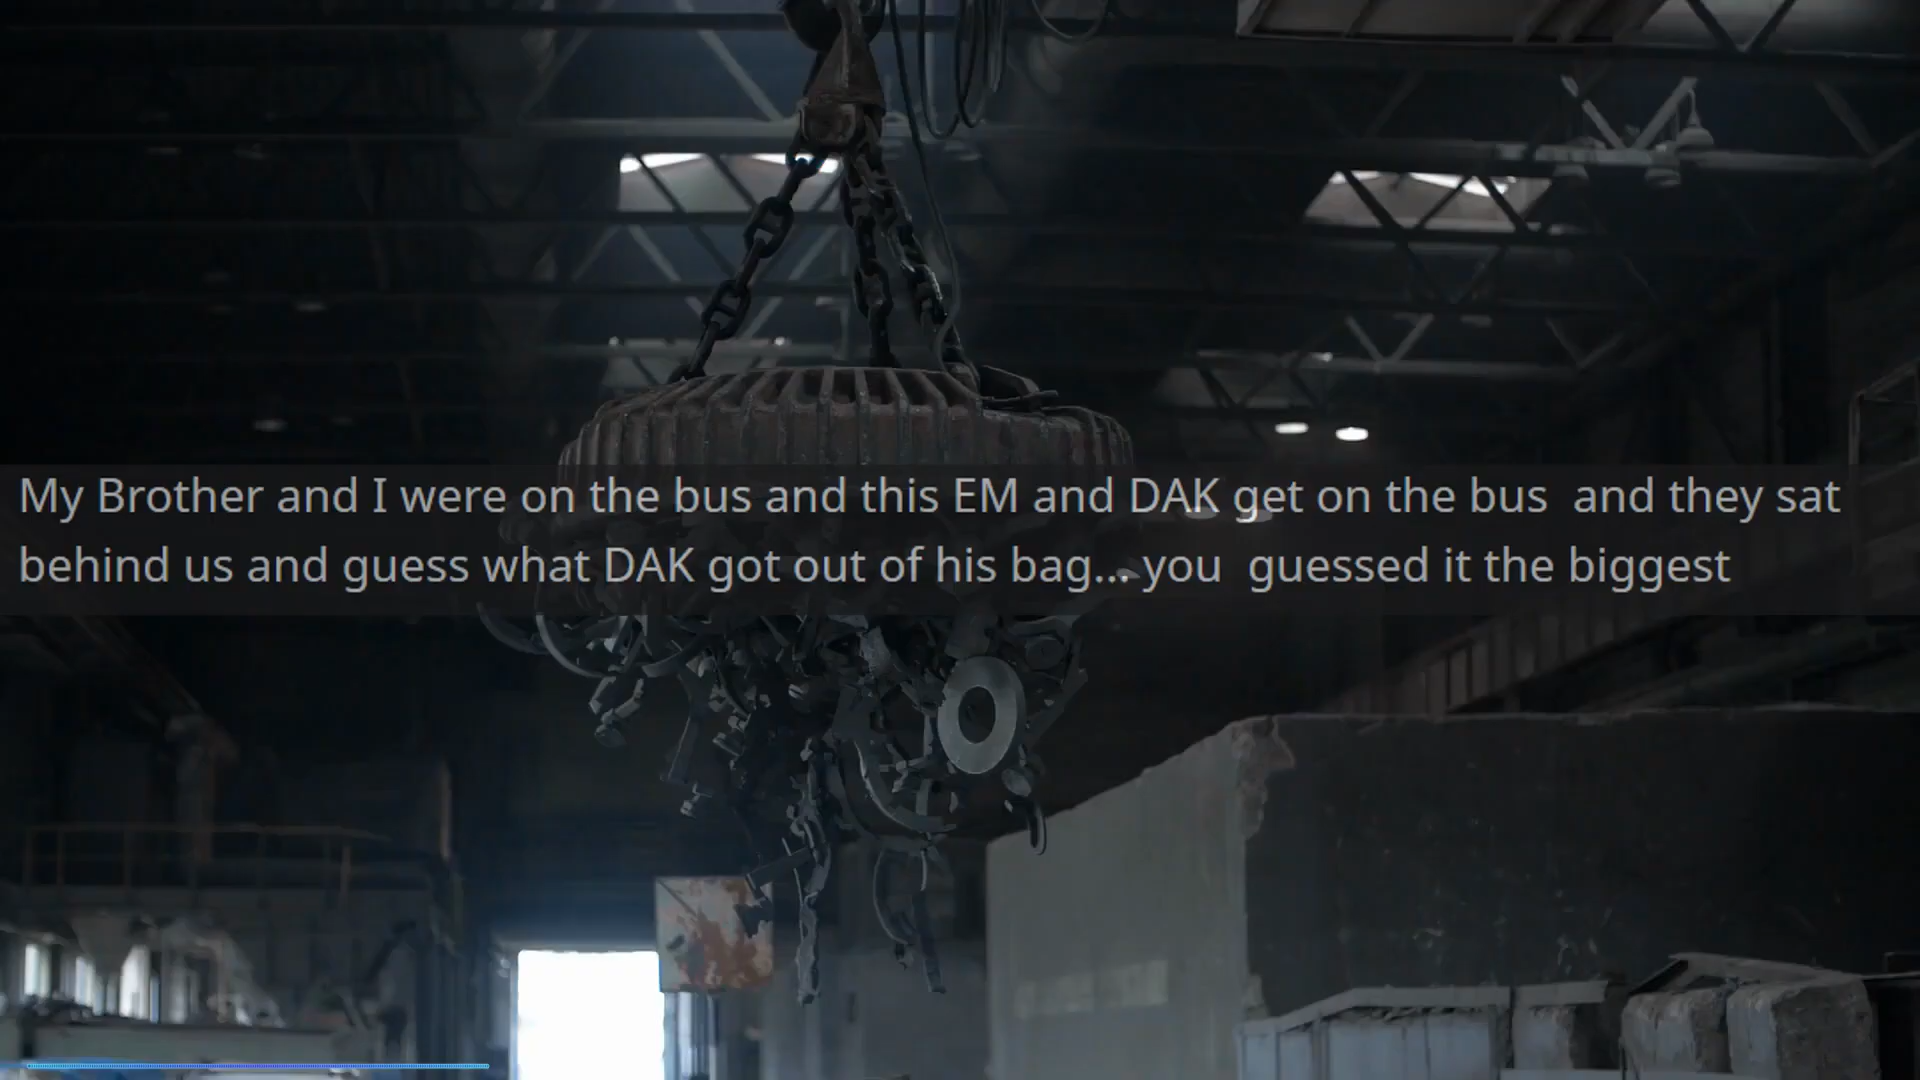 My Brother and I were on the bus and this EM and DAK get on the bus  and they sat
behind us and guess what DAK got out of his bag... you  guessed it the biggest